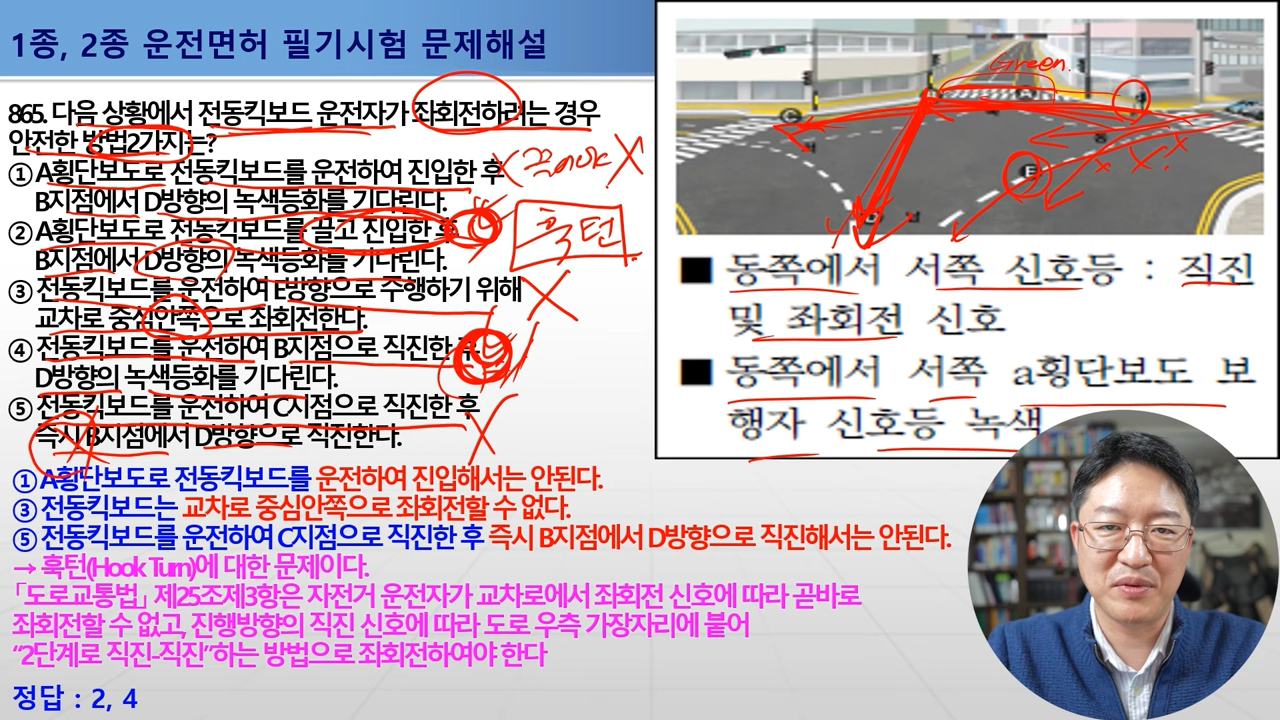 1종, 2종 운전면허 필기시험 문제해설
865. 다음 상황에서 전동킥보드 운전자가 좌회전하려는 경우
안전한 방법2가지는?
① A횡단보도로 전동킥보드를 운전하여 진입한 후
B지점에서 D방향의 녹색등화를 기다린다.
② A횡단보도로 전동킥보드를 끌고 진입한 후
B지점에서 D방향의 녹색등화를 기다린다.
③ 전동킥보드를 운전하여 E방향으로 주행하기 위해
교차로 중심안쪽으로 좌회전한다.
④ 전동킥보드를 운전하여 B지점으로 직진한 후
D방향의 녹색등화를 기다린다.
⑤ 전동킥보드를 운전하여 C지점으로 직진한 후
즉시 B지점에서 D방향으로 직진한다.
① A횡단보도로 전동킥보드를 운전하여 진입해서는 안된다.
③ 전동킥보드는 교차로 중심안쪽으로 좌회전할 수 없다.
⑤ 전동킥보드를 운전하여 C지점으로 직진한 후 즉시 B지점에서 D방향으로 직진해서는 안된다.
→ 훅턴(Hook Turn)에 대한 문제이다.
「도로교통법」 제25조제3항은 자전거 운전자가 교차로에서 좌회전 신호에 따라 곧바로
좌회전할 수 없고, 진행방향의 직진 신호에 따라 도로 우측 가장자리에 붙어
“2단계로 직진-직진”하는 방법으로 좌회전하여야 한다
정답 : 2, 4
훅턴
Green.
E
■ 동쪽에서 서쪽 신호등 : 직진
및 좌회전 신호
■ 동쪽에서 서쪽 a횡단보도 보
행자 신호등 녹색